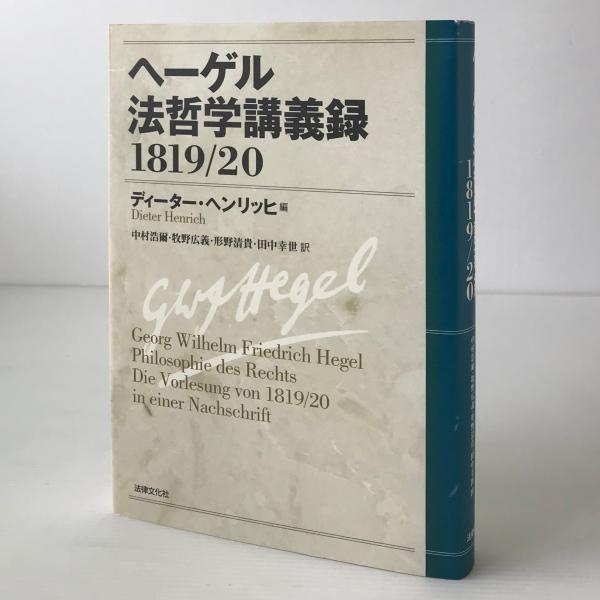 ヘーゲル
法哲学講義録
1819/20
ディーター・ヘンリッヒ 編
Dieter Henrich
中村浩爾・牧野広義・形野清貴・田中幸世 訳
GWF Hegel
Georg Wilhelm Friedrich Hegel
Philosophie des Rechts
Die Vorlesung von 1819/20
in einer Nachschrift
法律文化社
1819/20